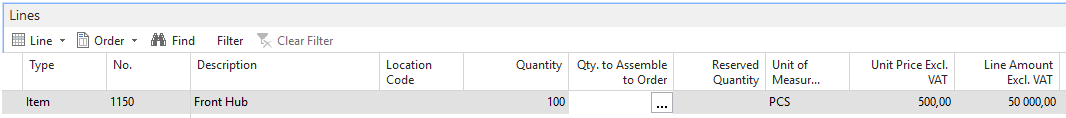 Lines
Line Order Find Filter Clear Filter
Type No. Description Location Code Quantity Qty. to Assemble to Order Reserved Quantity Unit of Measur... Unit Price Excl. VAT Line Amount Excl. VAT
Item 1150 Front Hub 100 ... PCS 500,00 50 000,00